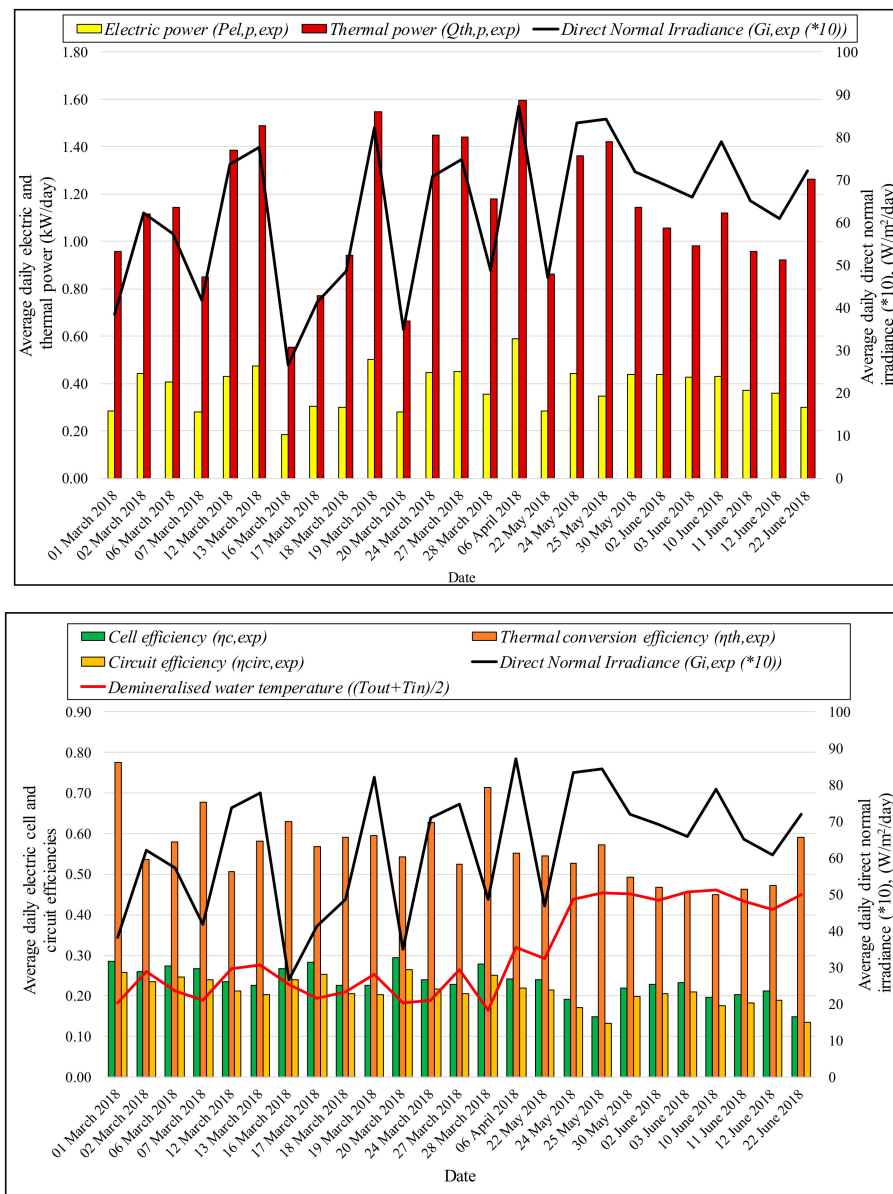 Electric power (Pel,p,exp) Thermal power (Qth,p,exp) Direct Normal Irradiance (Gi,exp (*10))
1.80
1.60
1.40
1.20
1.00
0.80
0.60
0.40
0.20
0.00
Average daily electric and
thermal power (kW/day)
100
90
80
70
60
50
40
30
20
10
0
Average daily direct normal
irradiance (*10), (W/m²/day)
01 March 2018
02 March 2018
06 March 2018
07 March 2018
12 March 2018
13 March 2018
16 March 2018
17 March 2018
18 March 2018
19 March 2018
20 March 2018
24 March 2018
27 March 2018
28 March 2018
06 April 2018
22 May 2018
24 May 2018
25 May 2018
30 May 2018
02 June 2018
03 June 2018
10 June 2018
11 June 2018
12 June 2018
22 June 2018
Date
Cell efficiency (ηc,exp) Thermal conversion efficiency (ηth,exp)
Circuit efficiency (ηcirc,exp) Direct Normal Irradiance (Gi,exp (*10))
Demineralised water temperature ((Tout+Tin)/2)
0.90
0.80
0.70
0.60
0.50
0.40
0.30
0.20
0.10
0.00
Average daily electric cell and
circuit efficiencies
100
90
80
70
60
50
40
30
20
10
0
Average daily direct normal
irradiance (*10), (W/m²/day)
01 March 2018
02 March 2018
06 March 2018
07 March 2018
12 March 2018
13 March 2018
16 March 2018
17 March 2018
18 March 2018
19 March 2018
20 March 2018
24 March 2018
27 March 2018
28 March 2018
06 April 2018
22 May 2018
24 May 2018
25 May 2018
30 May 2018
02 June 2018
03 June 2018
10 June 2018
11 June 2018
12 June 2018
22 June 2018
Date